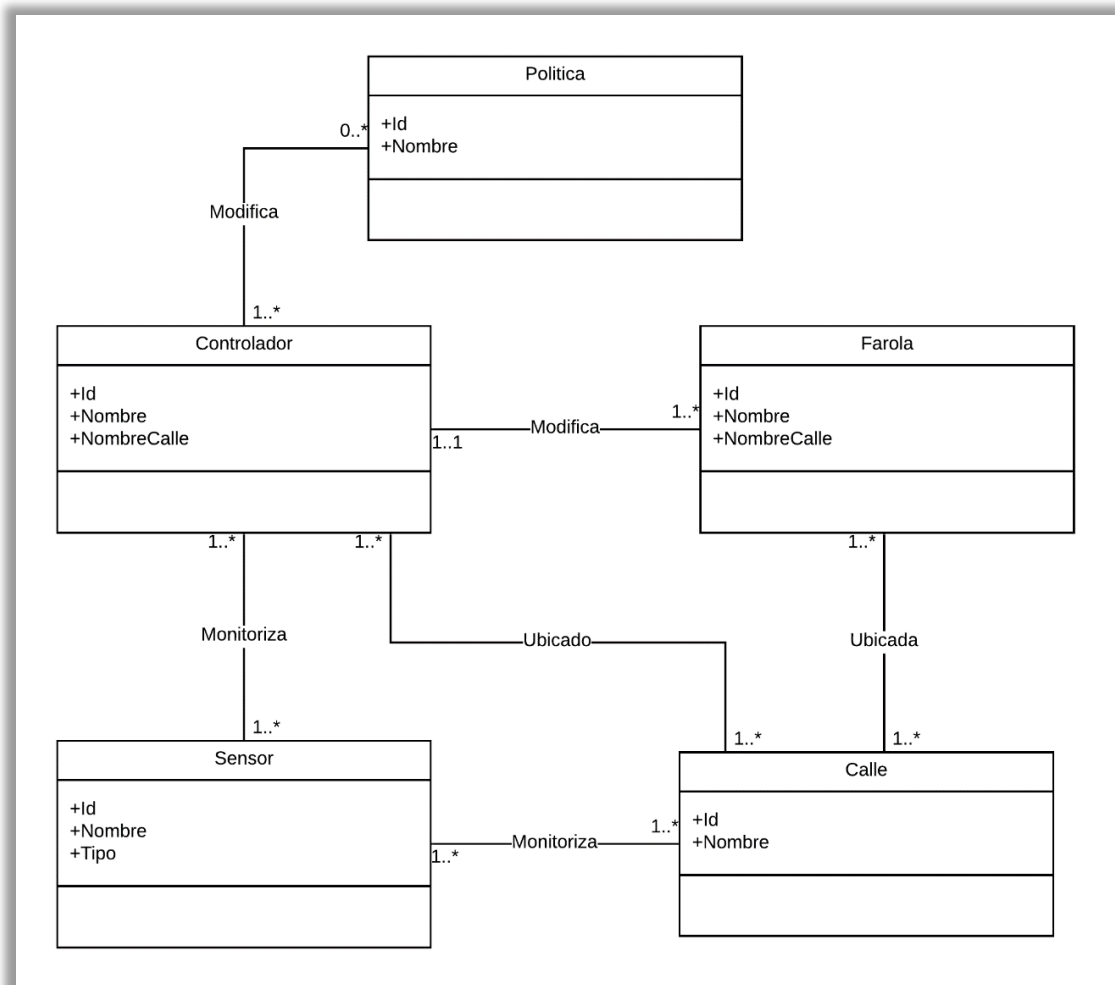 Politica
+Id
+Nombre
0..*
Modifica
1..*
Controlador
+Id
+Nombre
+NombreCalle
1..1
Modifica
1..*
Farola
+Id
+Nombre
+NombreCalle
1..*
1..*
1..*
Monitoriza
Ubicado
Ubicada
1..*
1..*
1..*
Sensor
+Id
+Nombre
+Tipo
1..*
Monitoriza
1..*
Calle
+Id
+Nombre